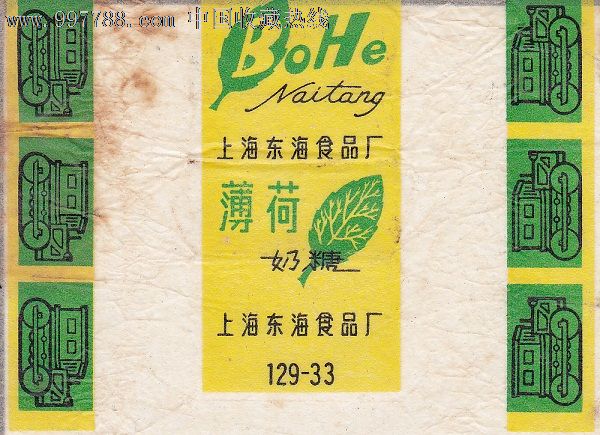 www.997788.com 中国收藏热线
BoHe
Naitang
上海东海食品厂
薄荷
奶糖
上海东海食品厂
129-33